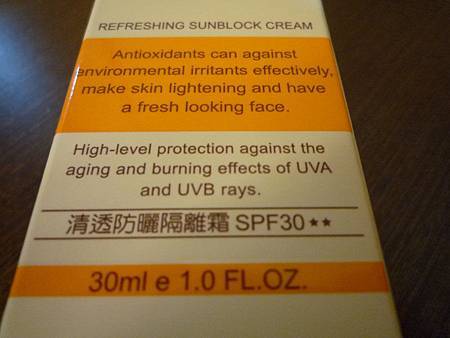 REFRESHING SUNBLOCK CREAM
Antioxidants can against
environmental irritants effectively,
make skin lightening and have
a fresh looking face.
High-level protection against the
aging and burning effects of UVA
and UVB rays.
清透防曬隔離霜 SPF30★★
30ml e 1.0 FL.OZ.